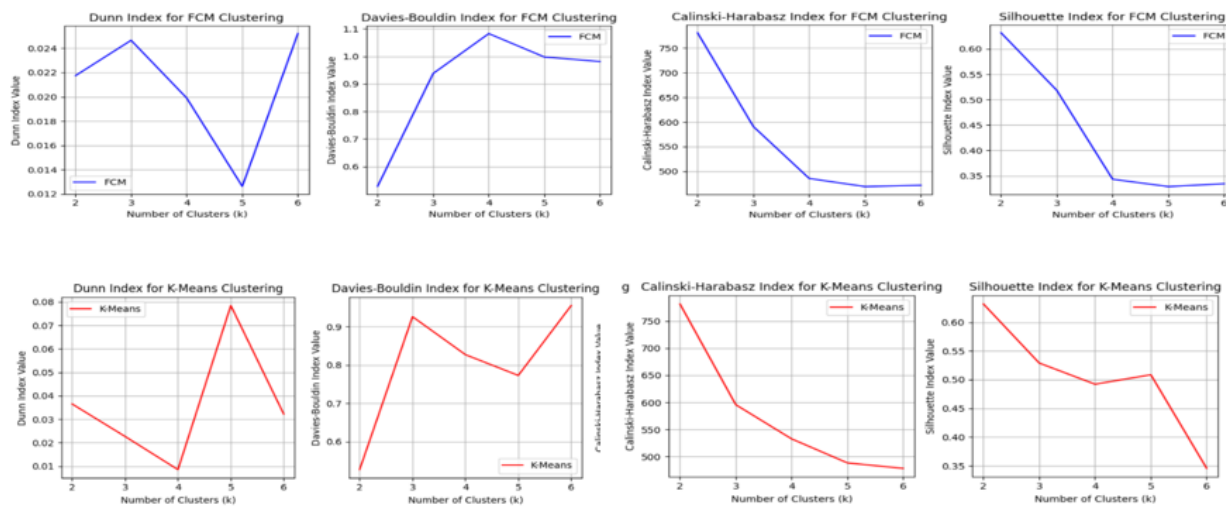 Dunn Index for FCM Clustering
Dunn Index Value
0.024
0.022
0.020
0.018
0.016
0.014
0.012
FCM
2 3 4 5 6
Number of Clusters (k)
Davies-Bouldin Index for FCM Clustering
Davies-Bouldin Index Value
1.1
1.0
0.9
0.8
0.7
0.6
FCM
2 3 4 5 6
Number of Clusters (k)
Calinski-Harabasz Index for FCM Clustering
Calinski-Harabasz Index Value
750
700
650
600
550
500
FCM
2 3 4 5 6
Number of Clusters (k)
Silhouette Index for FCM Clustering
Silhouette Index Value
0.60
0.55
0.50
0.45
0.40
0.35
FCM
2 3 4 5 6
Number of Clusters (k)
Dunn Index for K-Means Clustering
Dunn Index Value
0.08
0.07
0.06
0.05
0.04
0.03
0.02
0.01
K-Means
2 3 4 5 6
Number of Clusters (k)
Davies-Bouldin Index for K-Means Clustering
Davies-Bouldin Index Value
0.9
0.8
0.7
0.6
K-Means
2 3 4 5 6
Number of Clusters (k)
Calinski-Harabasz Index Value
g Calinski-Harabasz Index for K-Means Clustering
Calinski-Harabasz Index Value
750
700
650
600
550
500
K-Means
2 3 4 5 6
Number of Clusters (k)
Silhouette Index for K-Means Clustering
Silhouette Index Value
0.60
0.55
0.50
0.45
0.40
0.35
K-Means
2 3 4 5 6
Number of Clusters (k)